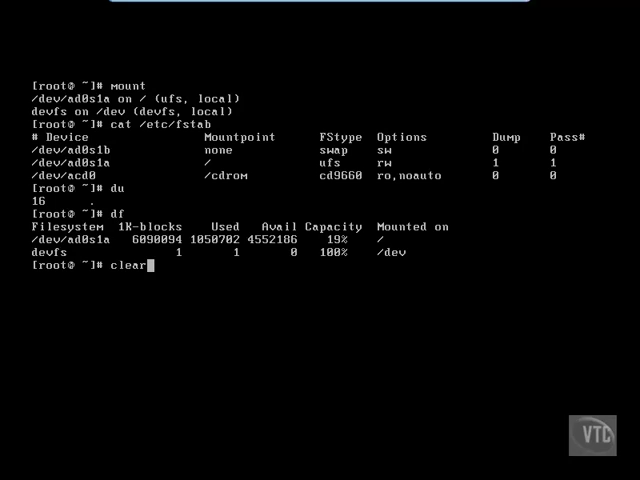 [root@ ~]# mount
/dev/ad0s1a on / (ufs, local)
devfs on /dev (devfs, local)
[root@ ~]# cat /etc/fstab
# Device Mountpoint FStype Options Dump Pass#
/dev/ad0s1b none swap sw 0 0
/dev/ad0s1a / ufs rw 1 1
/dev/acd0 /cdrom cd9660 ro,noauto 0 0
[root@ ~]# du
16 .
[root@ ~]# df
Filesystem 1K-blocks Used Avail Capacity Mounted on
/dev/ad0s1a 6090094 1050702 4552186 19% /
devfs 1 1 0 100% /dev
[root@ ~]# clear
VTC